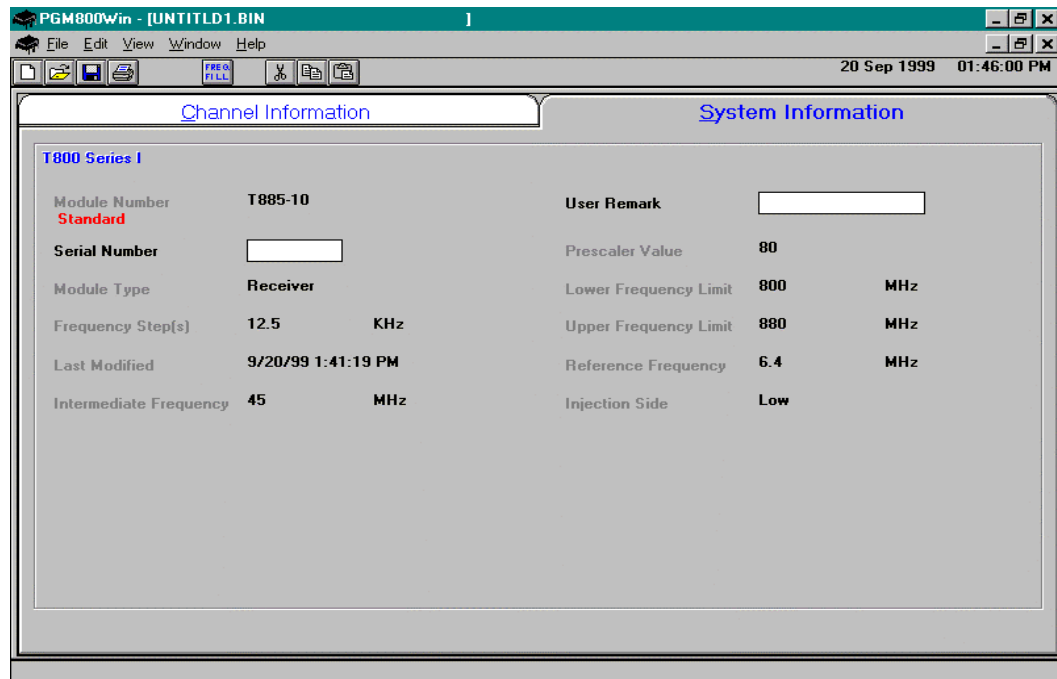 PGM800Win - [UNTITLD1.BIN ]
File Edit View Window Help
FREQ. FILL 20 Sep 1999 01:46:00 PM
Channel Information System Information
T800 Series I
Module Number T885-10 User Remark
Standard
Serial Number Prescaler Value 80
Module Type Receiver Lower Frequency Limit 800 MHz
Frequency Step(s) 12.5 KHz Upper Frequency Limit 880 MHz
Last Modified 9/20/99 1:41:19 PM Reference Frequency 6.4 MHz
Intermediate Frequency 45 MHz Injection Side Low